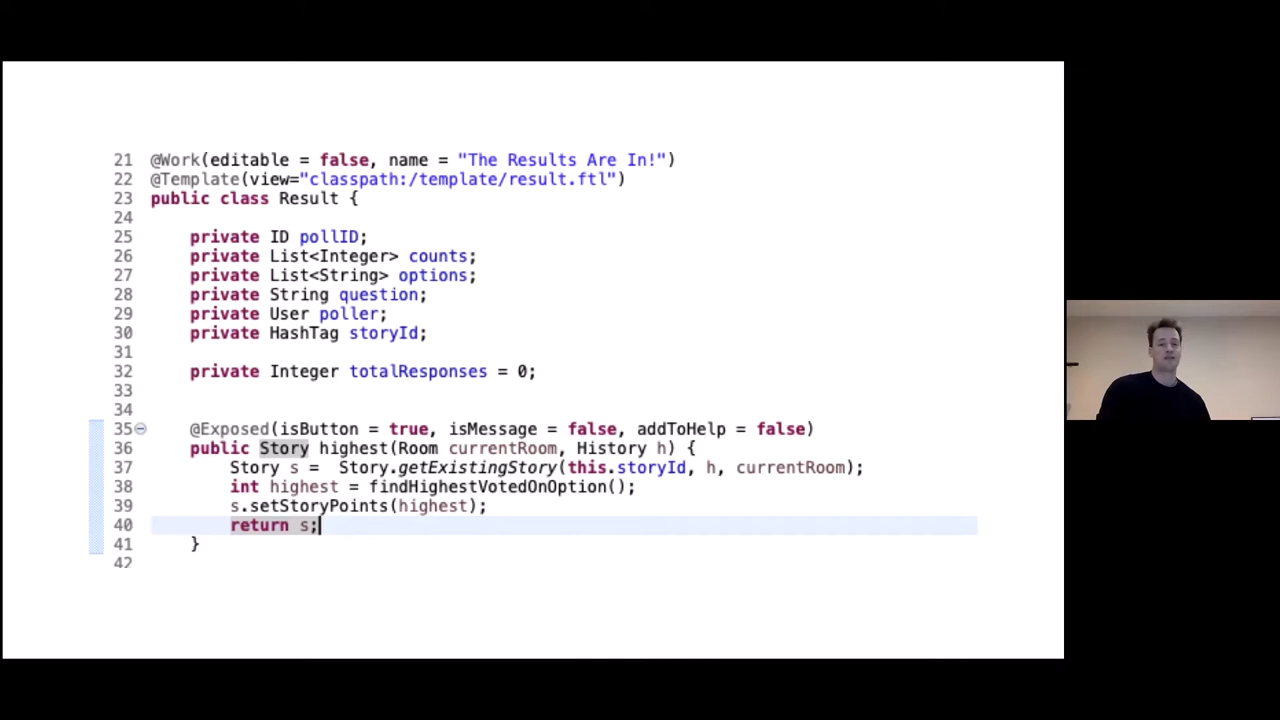 21 @Work(editable = false, name = "The Results Are In!")
22 @Template(view="classpath:/template/result.ftl")
23 public class Result {
24
25 private ID pollID;
26 private List<Integer> counts;
27 private List<String> options;
28 private String question;
29 private User poller;
30 private HashTag storyId;
31
32 private Integer totalResponses = 0;
33
34
35 @Exposed(isButton = true, isMessage = false, addToHelp = false)
36 public Story highest(Room currentRoom, History h) {
37 Story s =  Story.getExistingStory(this.storyId, h, currentRoom);
38 int highest = findHighestVotedOnOption();
39 s.setStoryPoints(highest);
40 return s;
41 }
42